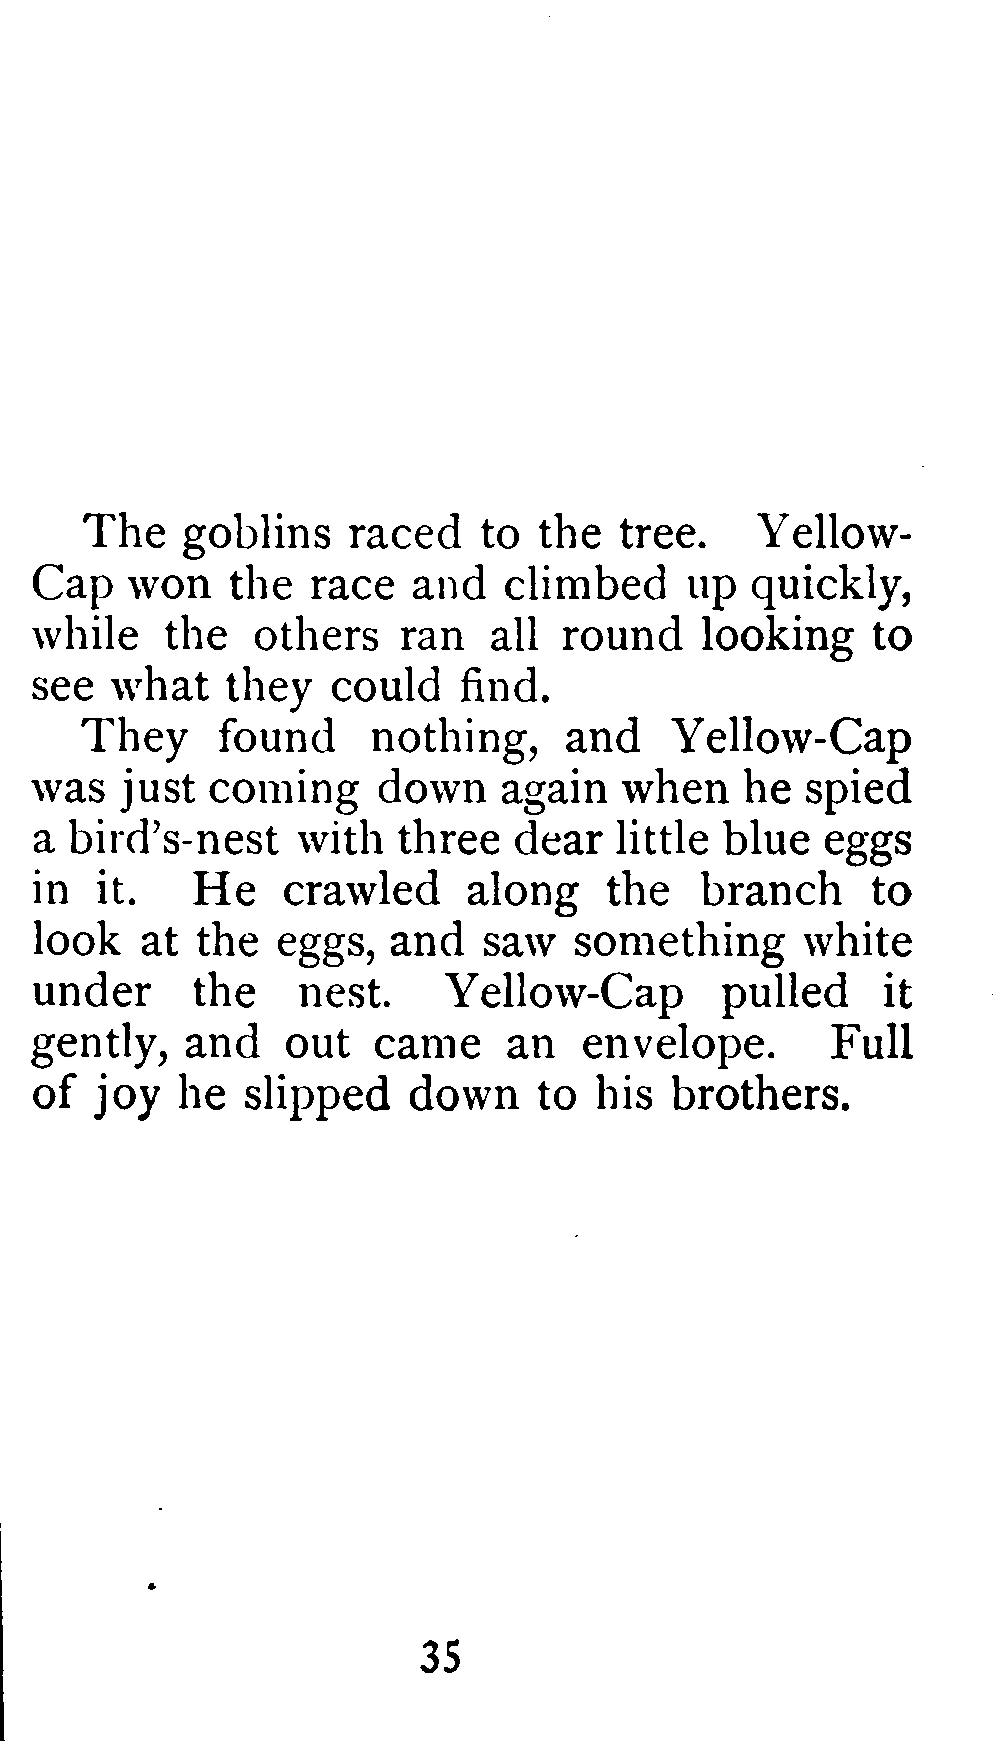 The goblins raced to the tree. Yellow-
Cap won the race and climbed up quickly,
while the others ran all round looking to
see what they could find.
They found nothing, and Yellow-Cap
was just coming down again when he spied
a bird's-nest with three dear little blue eggs
in it. He crawled along the branch to
look at the eggs, and saw something white
under the nest. Yellow-Cap pulled it
gently, and out came an envelope. Full
of joy he slipped down to his brothers.
35